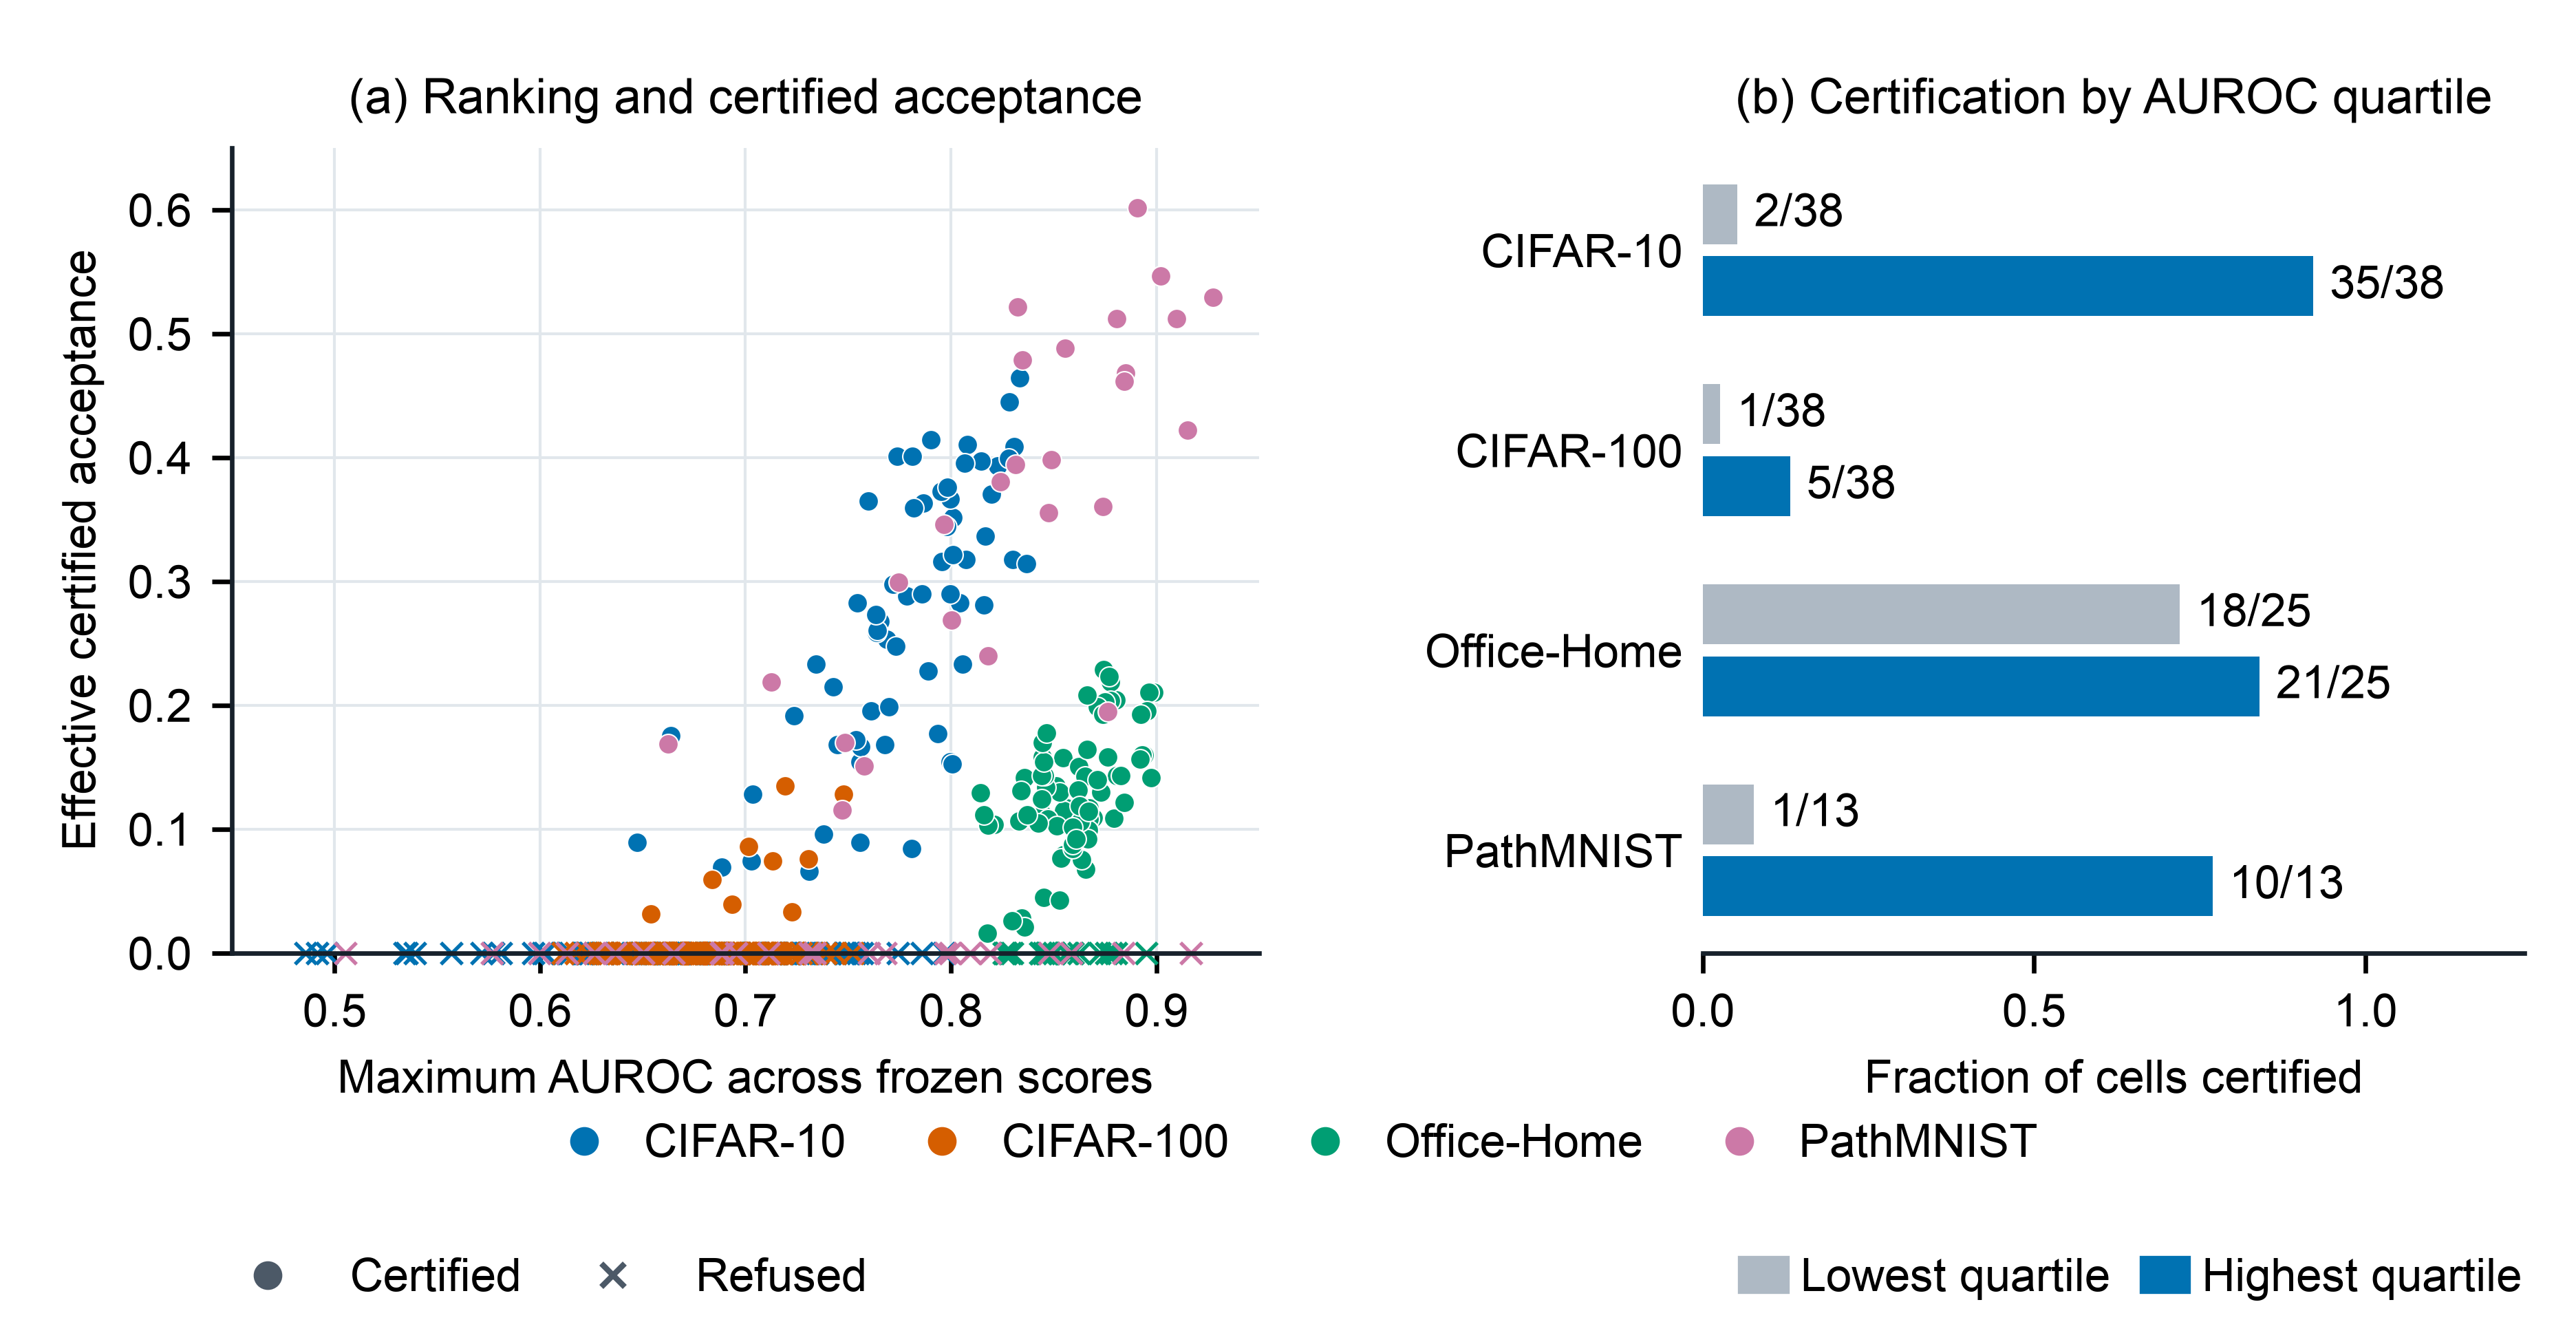 (a) Ranking and certified acceptance
Effective certified acceptance
0.6
0.5
0.4
0.3
0.2
0.1
0.0
0.5 0.6 0.7 0.8 0.9
Maximum AUROC across frozen scores
(b) Certification by AUROC quartile
CIFAR-10
2/38
35/38
CIFAR-100
1/38
5/38
Office-Home
18/25
21/25
PathMNIST
1/13
10/13
0.0 0.5 1.0
Fraction of cells certified
CIFAR-10 CIFAR-100 Office-Home PathMNIST
Certified Refused
Lowest quartile Highest quartile